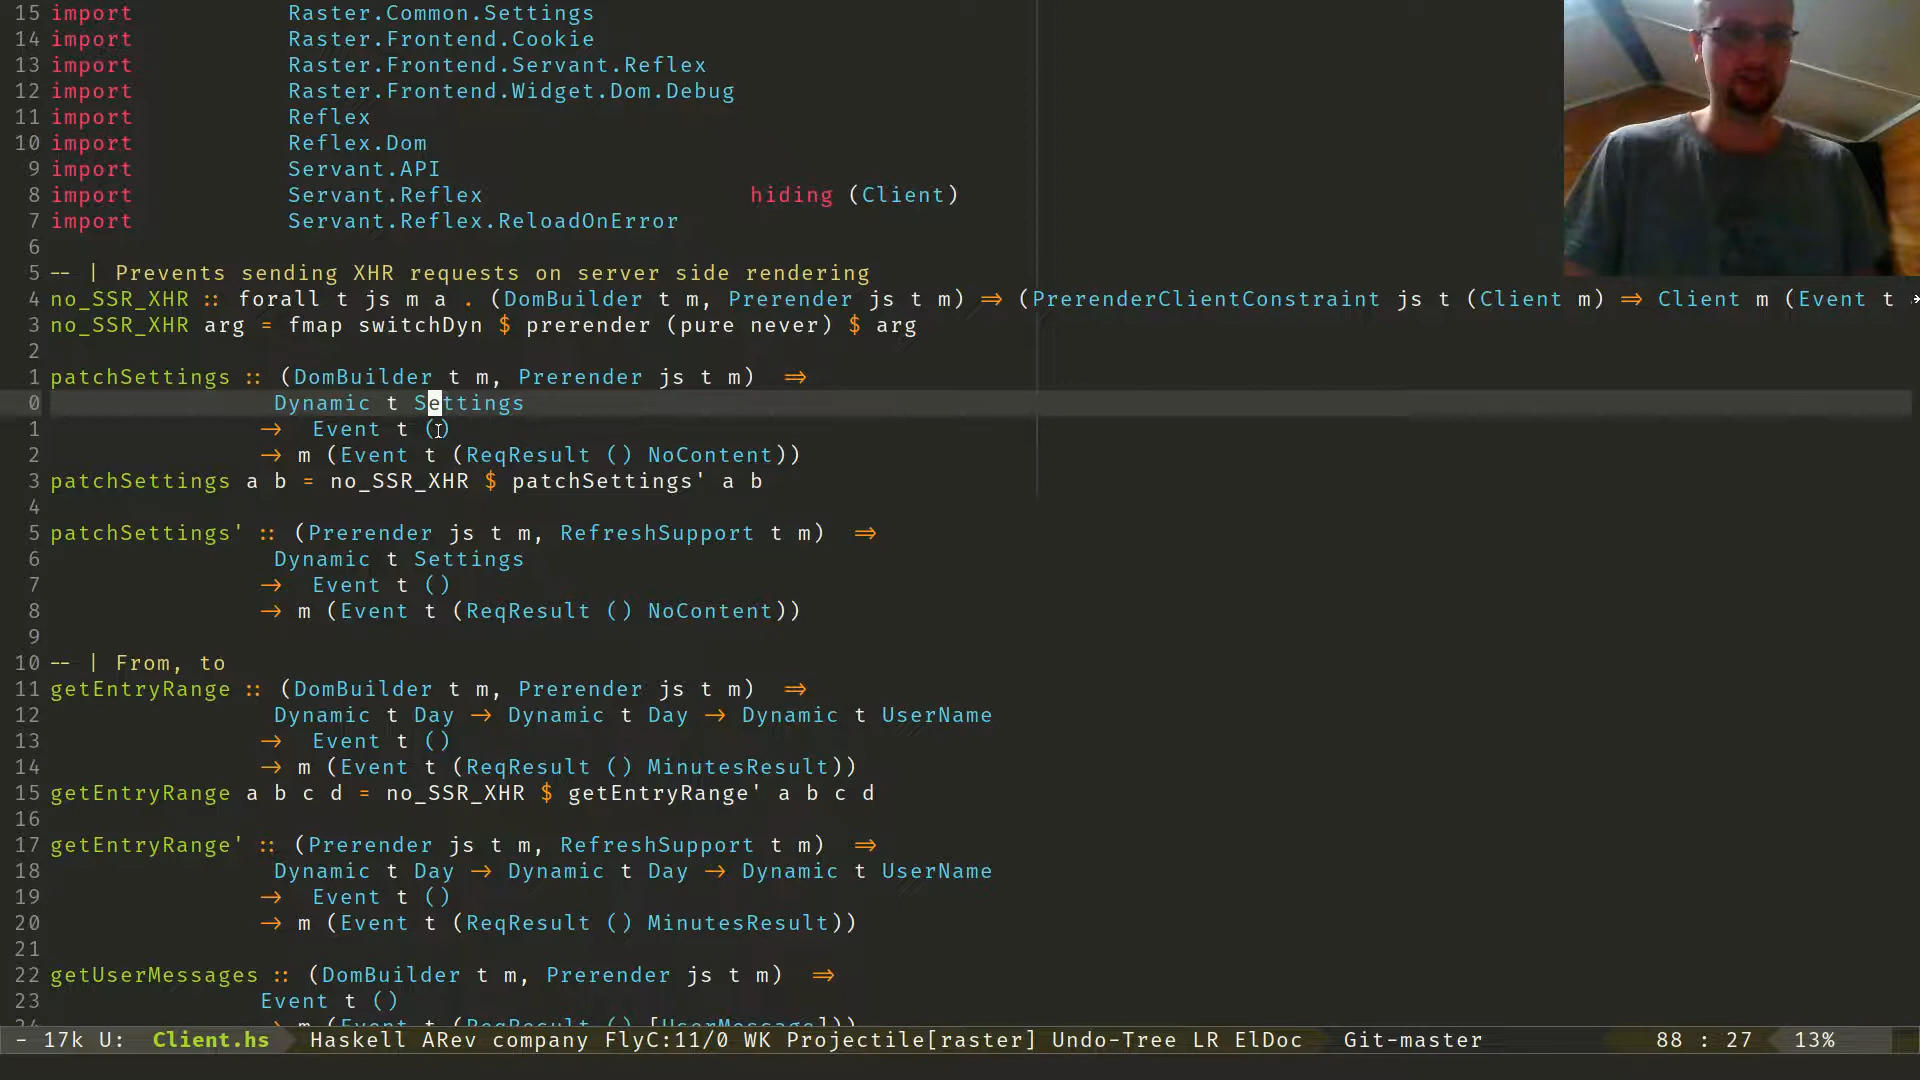 15 import Raster.Common.Settings
14 import Raster.Frontend.Cookie
13 import Raster.Frontend.Servant.Reflex
12 import Raster.Frontend.Widget.Dom.Debug
11 import Reflex
10 import Reflex.Dom
9 import Servant.API
8 import Servant.Reflex hiding (Client)
7 import Servant.Reflex.ReloadOnError
6
5 -- | Prevents sending XHR requests on server side rendering
4 no_SSR_XHR :: forall t js m a . (DomBuilder t m, Prerender js t m) ⇒ (PrerenderClientConstraint js t (Client m) ⇒ Client m (Event t
3 no_SSR_XHR arg = fmap switchDyn $ prerender (pure never) $ arg
2
1 patchSettings :: (DomBuilder t m, Prerender js t m) ⇒
0 Dynamic t Settings
1 → Event t ()
2 → m (Event t (ReqResult () NoContent))
3 patchSettings a b = no_SSR_XHR $ patchSettings' a b
4
5 patchSettings' :: (Prerender js t m, RefreshSupport t m) ⇒
6 Dynamic t Settings
7 → Event t ()
8 → m (Event t (ReqResult () NoContent))
9
10 -- | From, to
11 getEntryRange :: (DomBuilder t m, Prerender js t m) ⇒
12 Dynamic t Day → Dynamic t Day → Dynamic t UserName
13 → Event t ()
14 → m (Event t (ReqResult () MinutesResult))
15 getEntryRange a b c d = no_SSR_XHR $ getEntryRange' a b c d
16
17 getEntryRange' :: (Prerender js t m, RefreshSupport t m) ⇒
18 Dynamic t Day → Dynamic t Day → Dynamic t UserName
19 → Event t ()
20 → m (Event t (ReqResult () MinutesResult))
21
22 getUserMessages :: (DomBuilder t m, Prerender js t m) ⇒
23 Event t ()
24 → m (Event t (ReqResult () [UserMessage]))
- 17k U: Client.hs Haskell ARev company FlyC:11/0 WK Projectile[raster] Undo-Tree LR ElDoc Git-master 88 : 27 13%